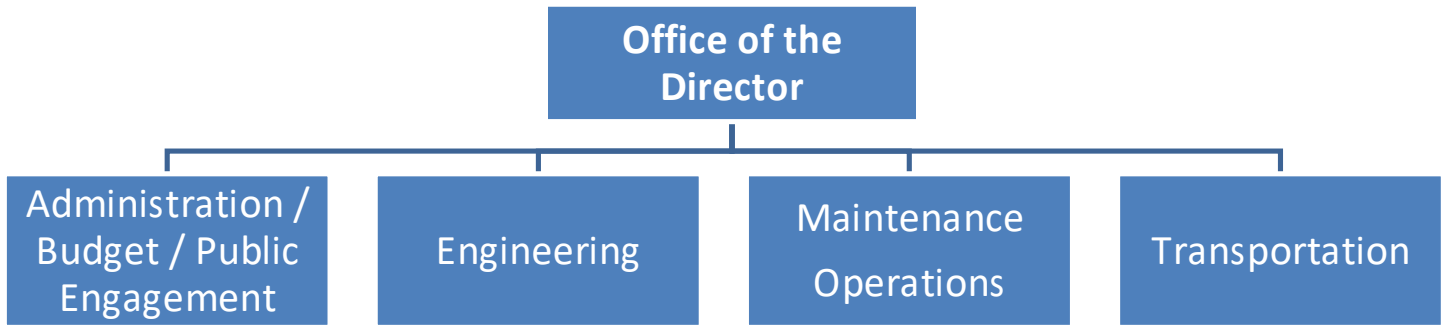 Office of the
Director
Administration /
Budget / Public
Engagement
Engineering
Maintenance
Operations
Transportation